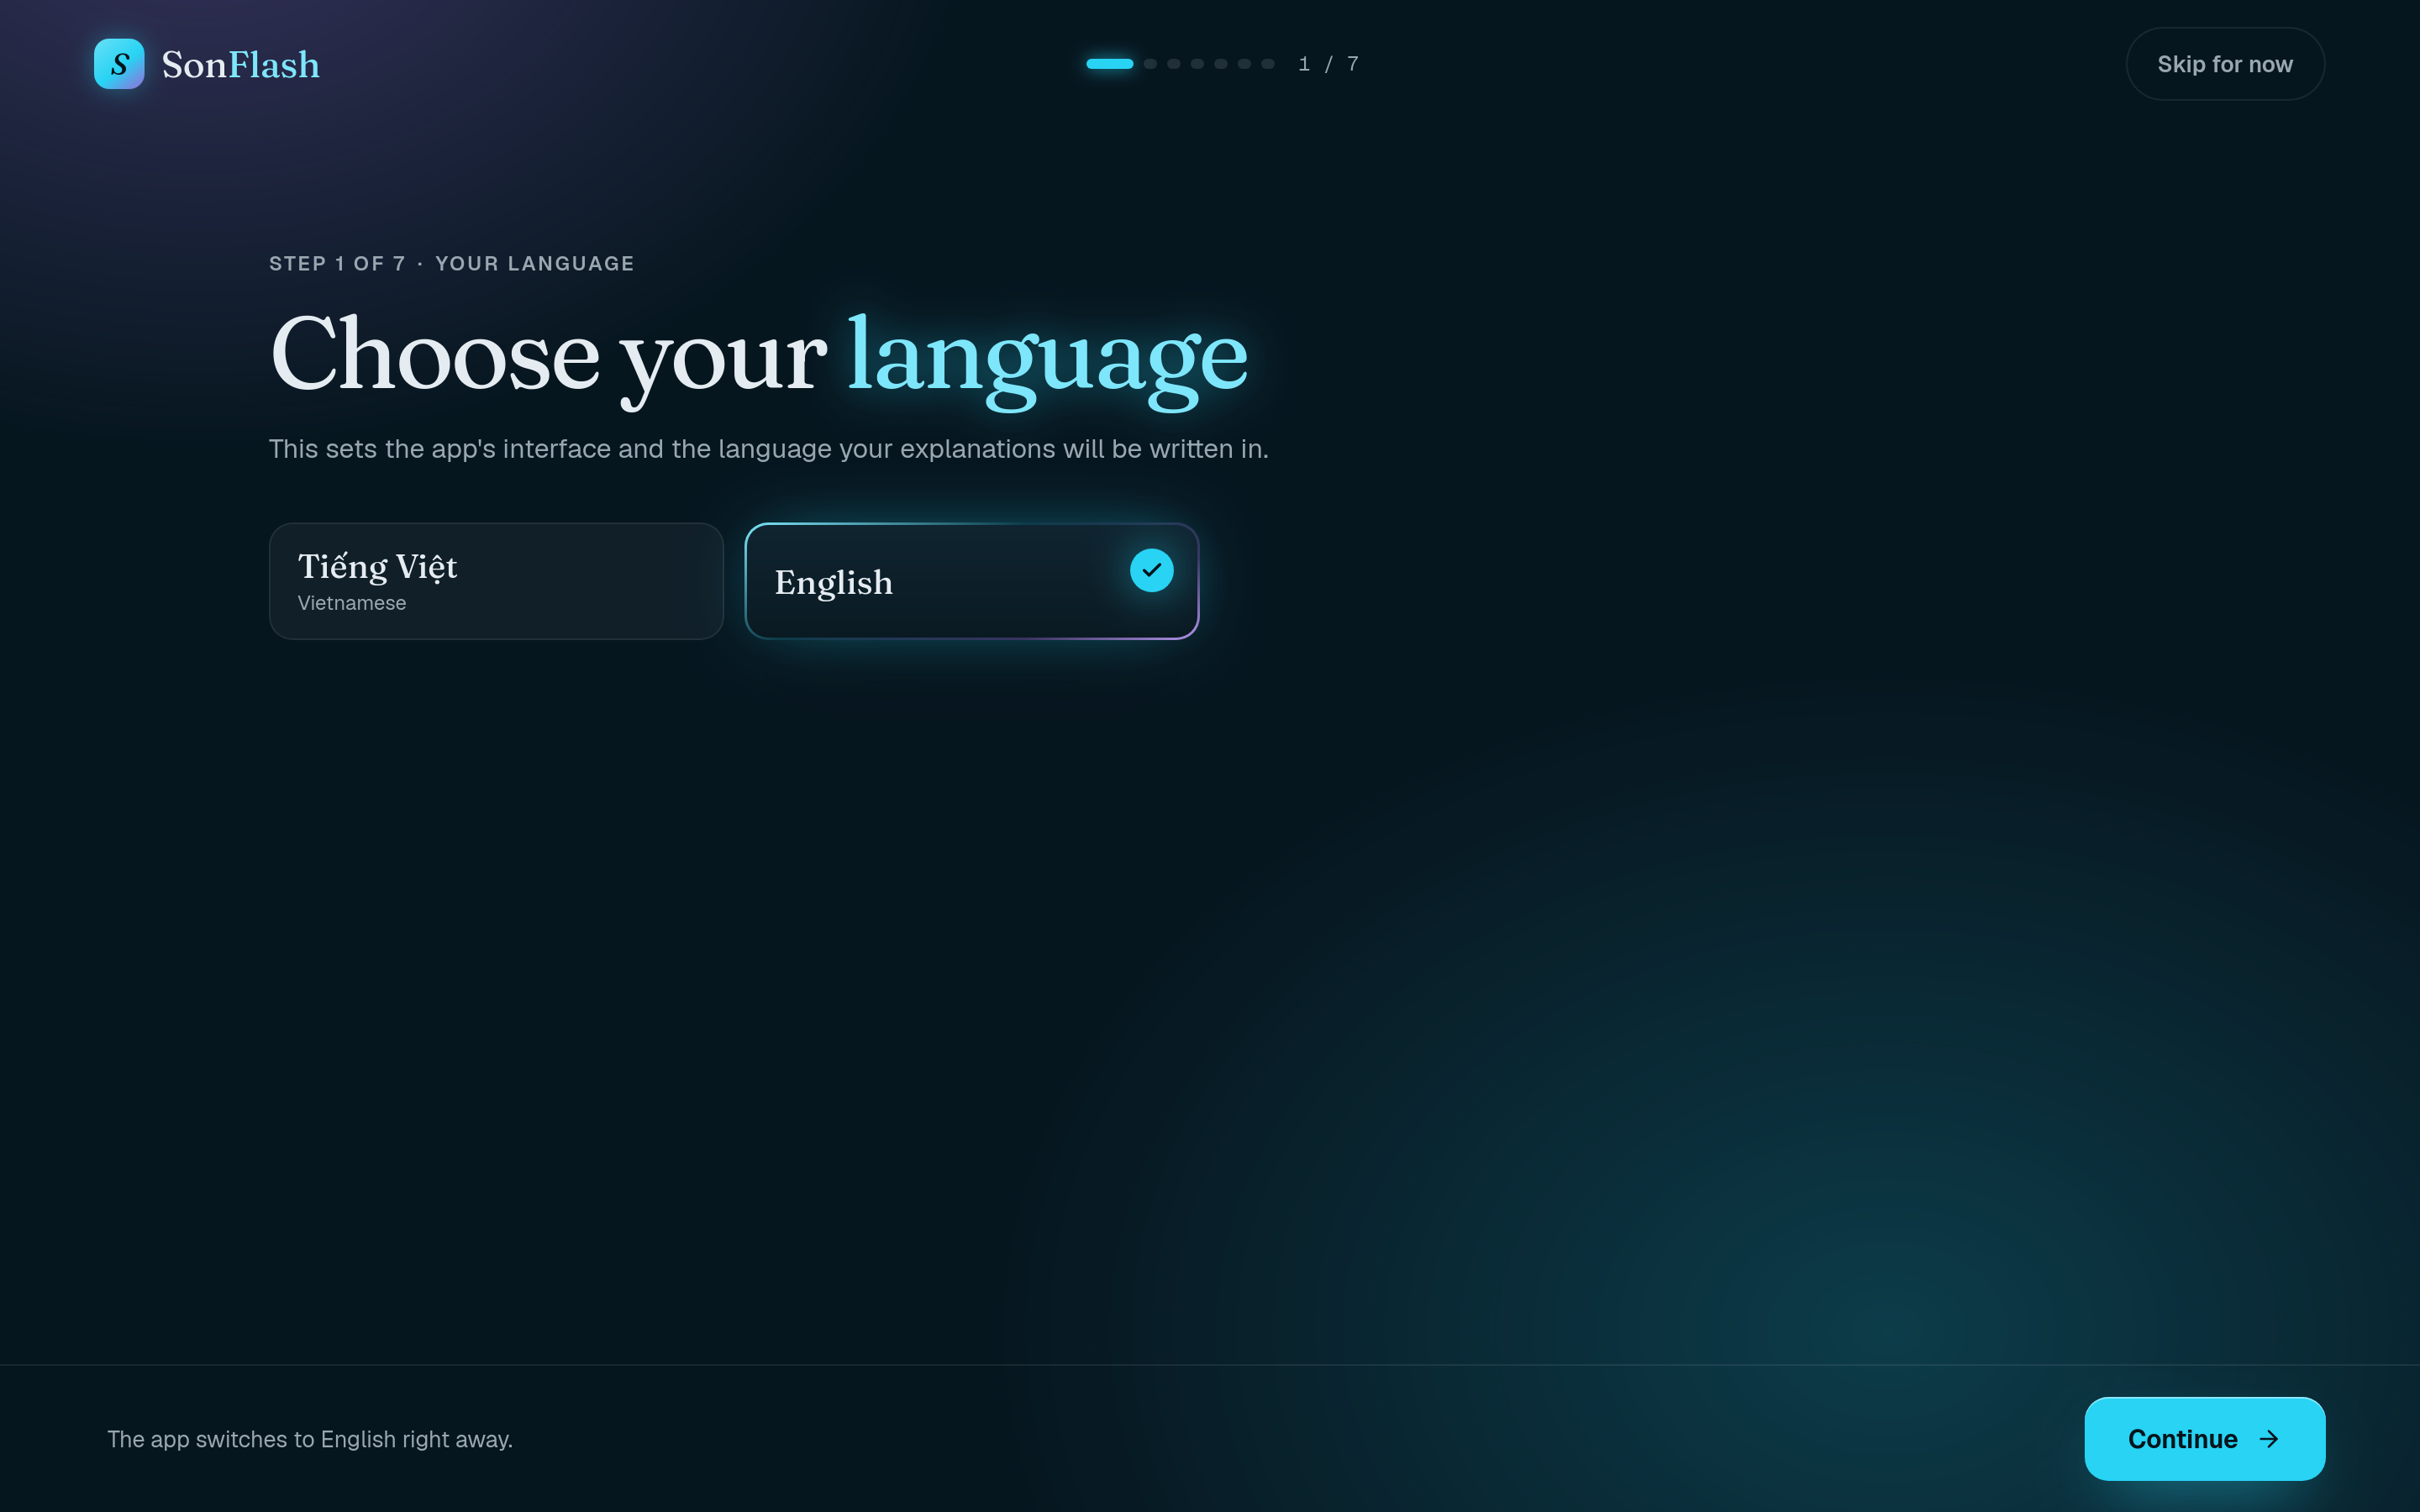 S SonFlash
1 / 7
Skip for now
STEP 1 OF 7 · YOUR LANGUAGE
Choose your language
This sets the app's interface and the language your explanations will be written in.
Tiếng Việt
Vietnamese
English
The app switches to English right away.
Continue